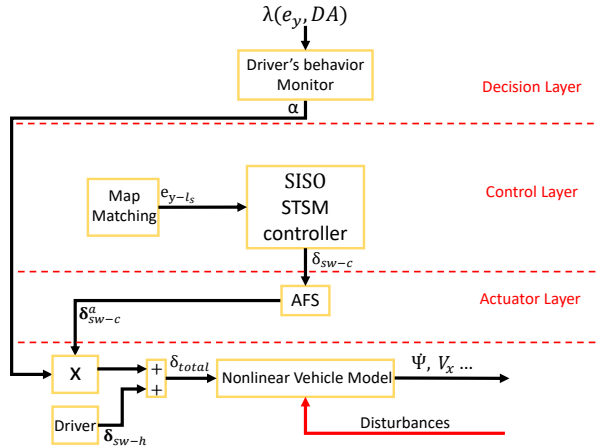 λ(e_y, DA)
Driver's behavior
Monitor
α
Decision Layer
Map
Matching
e_{y-l_s}
SISO
STSM
controller
Control Layer
δ_{sw-c}
AFS
Actuator Layer
δ^a_{sw-c}
X
+
+
δ_{total}
Nonlinear Vehicle Model
Ψ̇, V_x ...
Driver
δ_{sw-h}
Disturbances